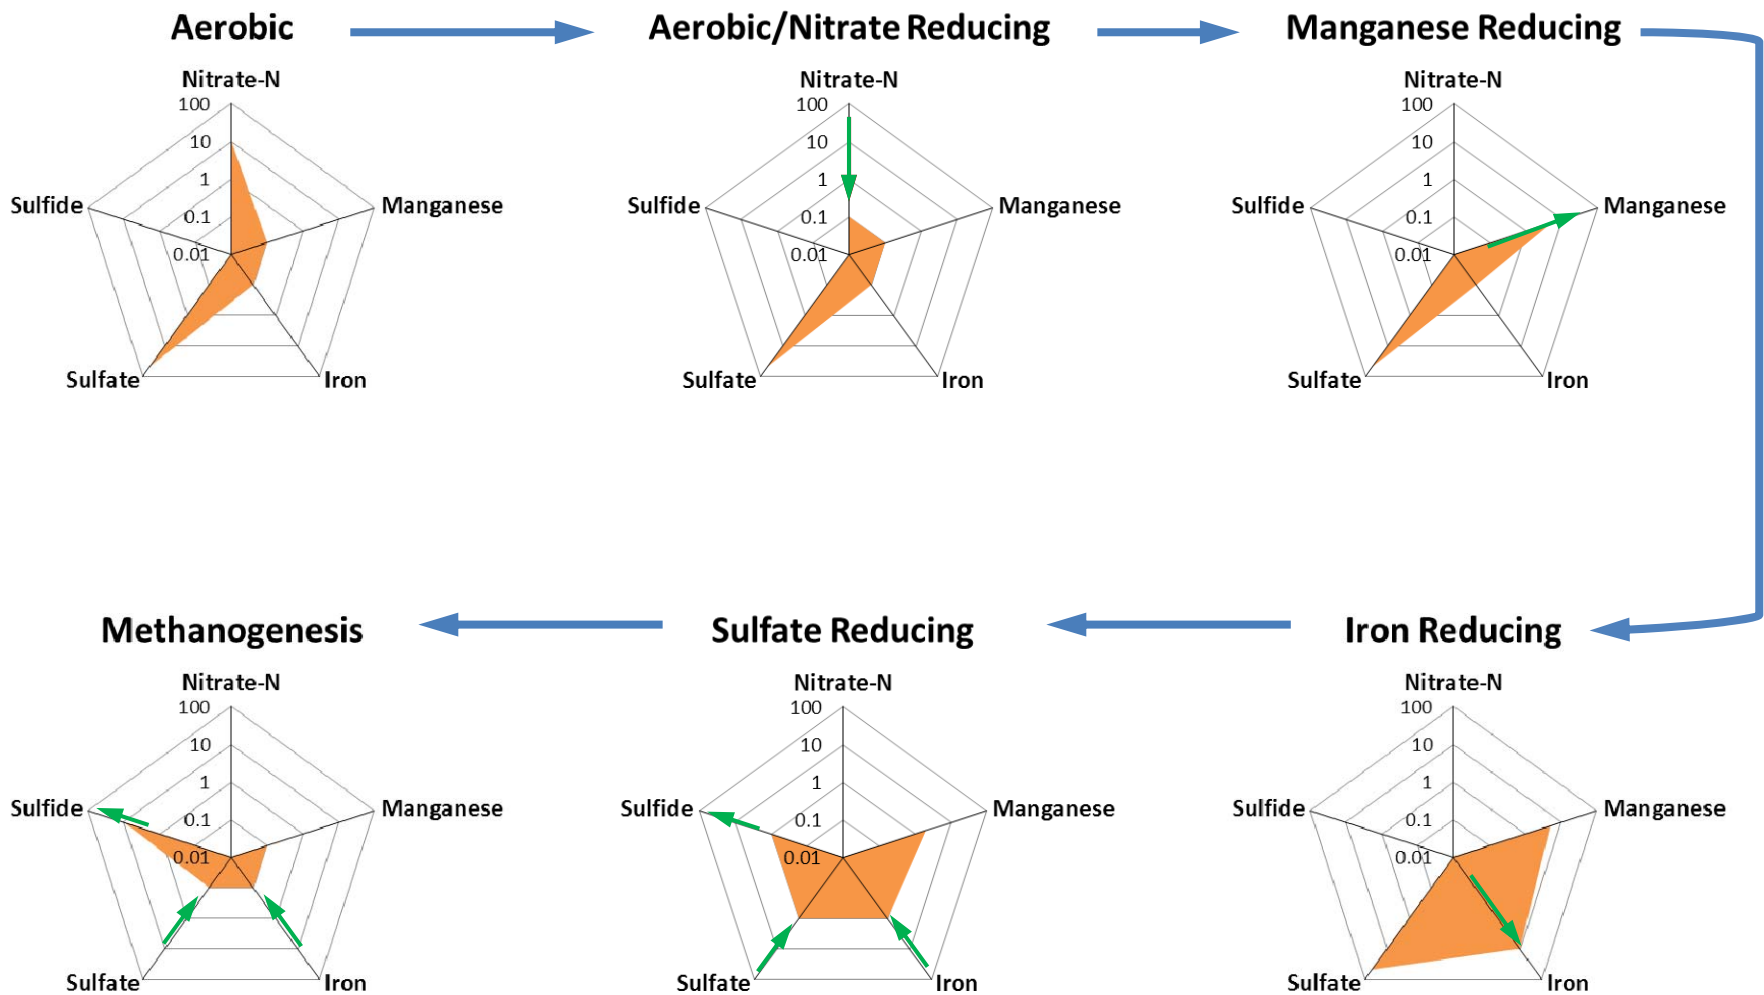 Aerobic
Aerobic/Nitrate Reducing
Manganese Reducing
Nitrate-N
100
10
1
0.1
0.01
Sulfide
Manganese
Sulfate
Iron
Nitrate-N
100
10
1
0.1
0.01
Sulfide
Manganese
Sulfate
Iron
Nitrate-N
100
10
1
0.1
0.01
Sulfide
Manganese
Sulfate
Iron
Methanogenesis
Sulfate Reducing
Iron Reducing
Nitrate-N
100
10
1
0.1
0.01
Sulfide
Manganese
Sulfate
Iron
Nitrate-N
100
10
1
0.1
0.01
Sulfide
Manganese
Sulfate
Iron
Nitrate-N
100
10
1
0.1
0.01
Sulfide
Manganese
Sulfate
Iron